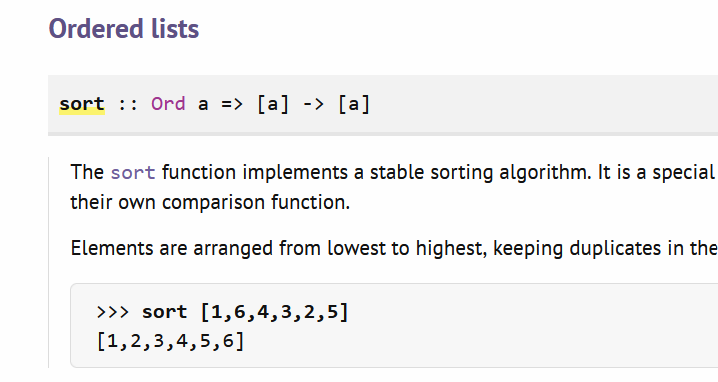 Ordered lists
sort :: Ord a => [a] -> [a]
The sort function implements a stable sorting algorithm. It is a special
their own comparison function.
Elements are arranged from lowest to highest, keeping duplicates in the
>>> sort [1,6,4,3,2,5]
[1,2,3,4,5,6]